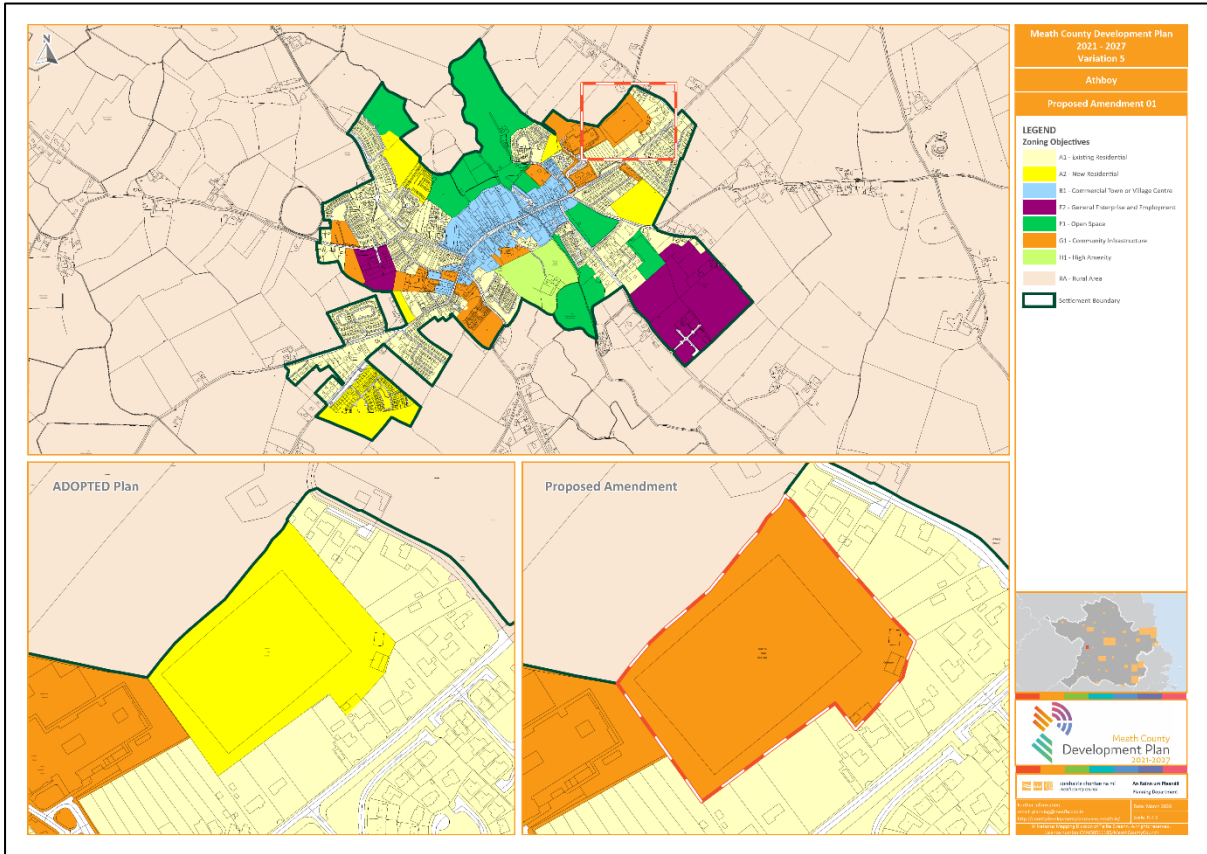 N
Meath County Development Plan
2021 - 2027
Variation 5
Athboy
Proposed Amendment 01
LEGEND
Zoning Objectives
A1 - Existing Residential
A2 - New Residential
B1 - Commercial Town or Village Centre
E2 - General Enterprise and Employment
F1 - Open Space
G1 - Community Infrastructure
H1 - High Amenity
RA - Rural Area
Settlement Boundary
ADOPTED Plan
Proposed Amendment
Meath County
Development Plan
2021-2027
meath county council
Planning Department